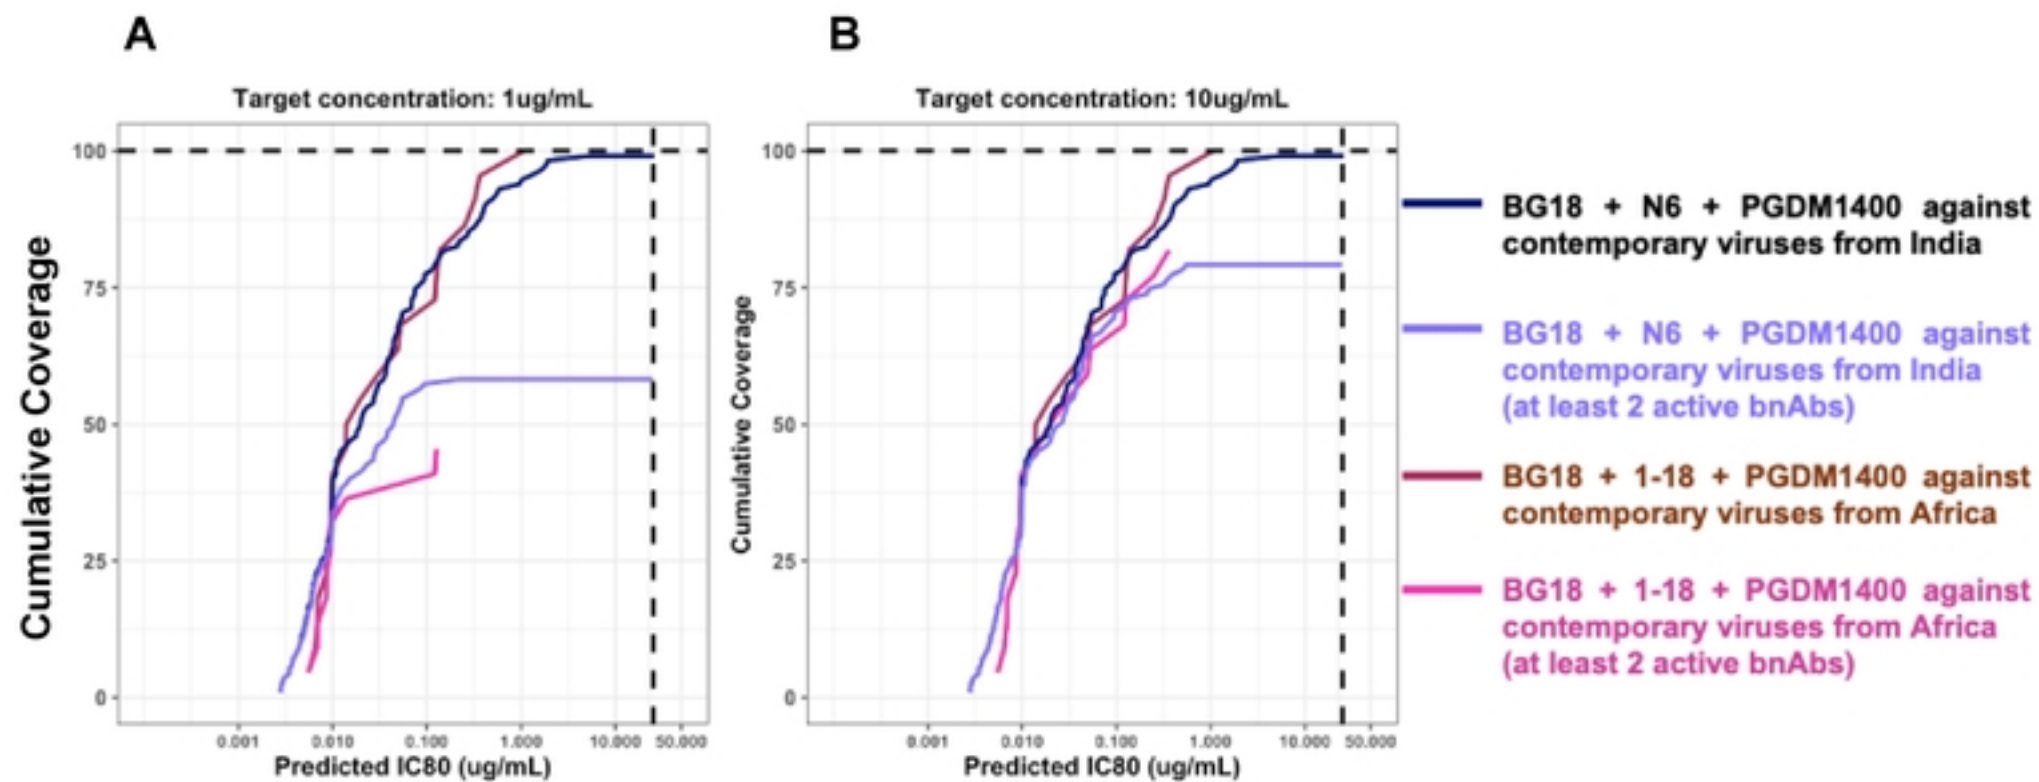 A
Target concentration: 1ug/mL
Cumulative Coverage
100
75
50
25
0
0.001 0.010 0.100 1.000 10.000 50.000
Predicted IC80 (ug/mL)
B
Target concentration: 10ug/mL
Cumulative Coverage
100
75
50
25
0
0.001 0.010 0.100 1.000 10.000 50.000
Predicted IC80 (ug/mL)
BG18 + N6 + PGDM1400 against
contemporary viruses from India
BG18 + N6 + PGDM1400 against
contemporary viruses from India
(at least 2 active bnAbs)
BG18 + 1-18 + PGDM1400 against
contemporary viruses from Africa
BG18 + 1-18 + PGDM1400 against
contemporary viruses from Africa
(at least 2 active bnAbs)